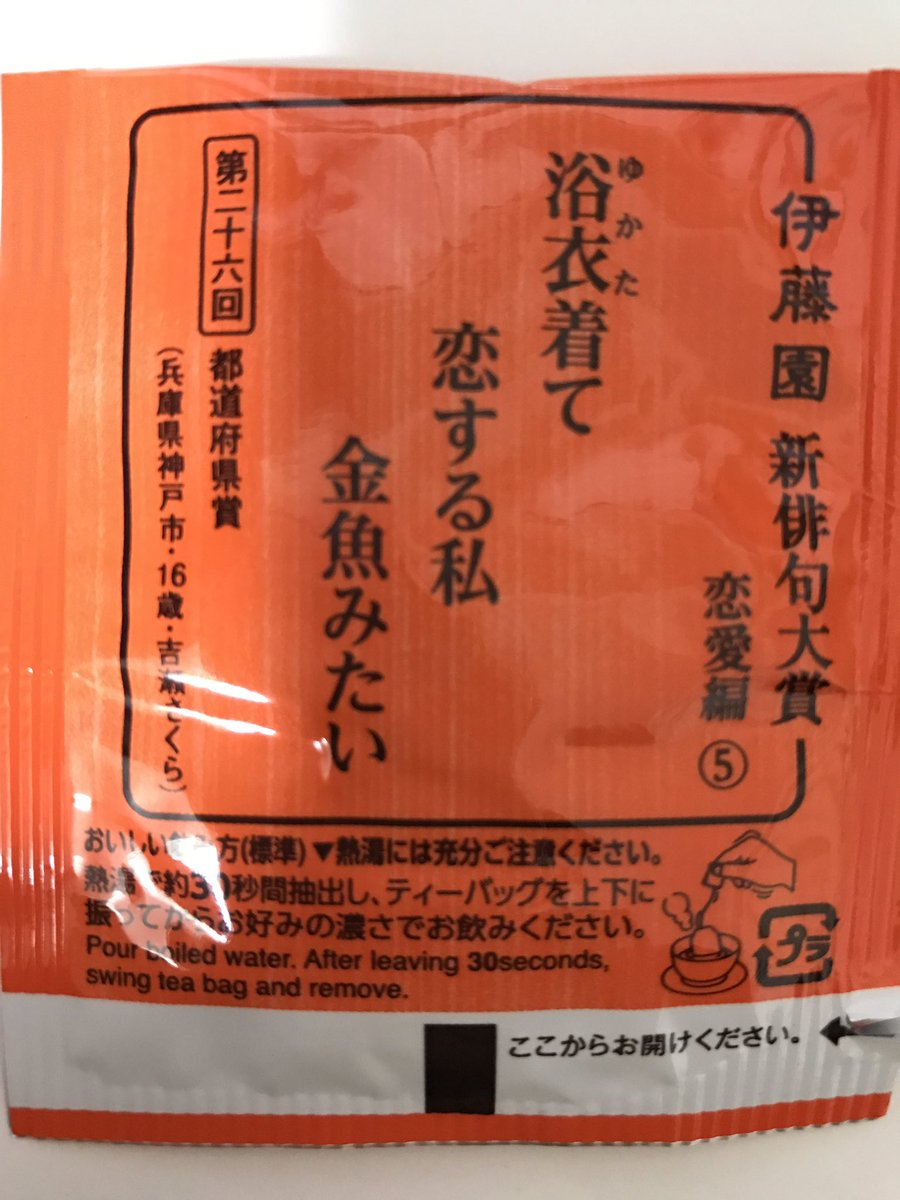 伊藤園 新俳句大賞
恋愛編 ⑤
浴衣着て
ゆかた
恋する私
金魚みたい
第二十六回 都道府県賞
(兵庫県神戸市・16歳・吉瀬さくら)
おいしい飲み方(標準) ▼熱湯には充分ご注意ください。
熱湯で約30秒間抽出し、ティーバッグを上下に
振ってからお好みの濃さでお飲みください。
Pour boiled water. After leaving 30seconds,
swing tea bag and remove.
プラ
ここからお開けください。